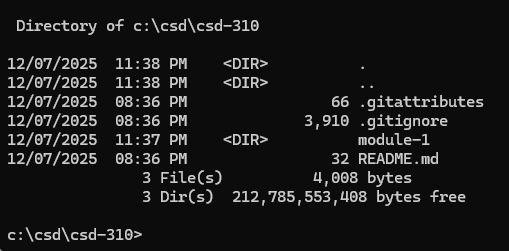 Directory of c:\csd\csd-310
12/07/2025  11:38 PM    <DIR>          .
12/07/2025  11:38 PM    <DIR>          ..
12/07/2025  08:36 PM                66 .gitattributes
12/07/2025  08:36 PM             3,910 .gitignore
12/07/2025  11:37 PM    <DIR>          module-1
12/07/2025  08:36 PM                32 README.md
               3 File(s)          4,008 bytes
               3 Dir(s)  212,785,553,408 bytes free
c:\csd\csd-310>